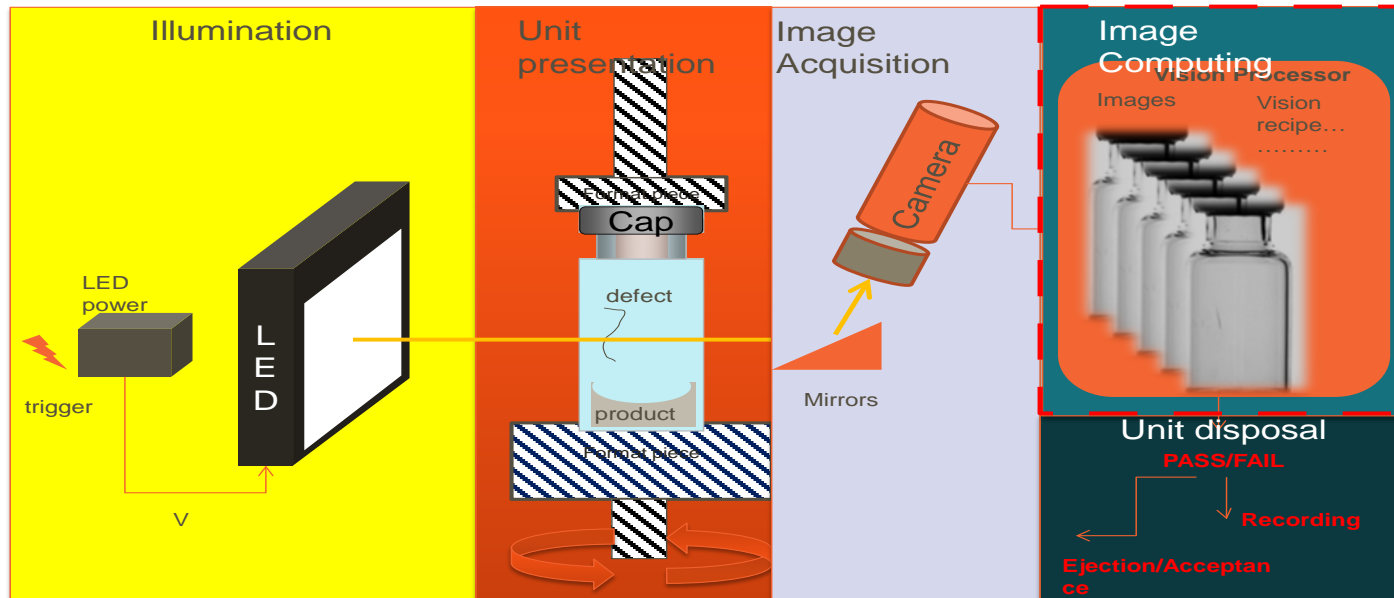 Illumination
LED
power
trigger
V
LED
Unit
presentation
Format piece
Cap
defect
product
Format piece
Image
Acquisition
Camera
Mirrors
Image
Computing
Vision Processor
Images
Vision
recipe…
………
Unit disposal
PASS/FAIL
Recording
Ejection/Acceptan
ce